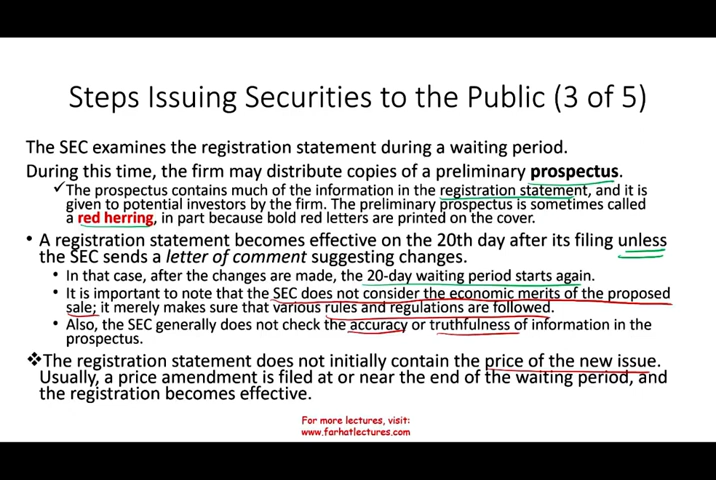 Steps Issuing Securities to the Public (3 of 5)
The SEC examines the registration statement during a waiting period.
During this time, the firm may distribute copies of a preliminary prospectus.
✓The prospectus contains much of the information in the registration statement, and it is
given to potential investors by the firm. The preliminary prospectus is sometimes called
a red herring, in part because bold red letters are printed on the cover.
• A registration statement becomes effective on the 20th day after its filing unless
the SEC sends a letter of comment suggesting changes.
• In that case, after the changes are made, the 20-day waiting period starts again.
• It is important to note that the SEC does not consider the economic merits of the proposed
sale; it merely makes sure that various rules and regulations are followed.
• Also, the SEC generally does not check the accuracy or truthfulness of information in the
prospectus.
❖The registration statement does not initially contain the price of the new issue.
Usually, a price amendment is filed at or near the end of the waiting period, and
the registration becomes effective.
For more lectures, visit:
www.farhatlectures.com